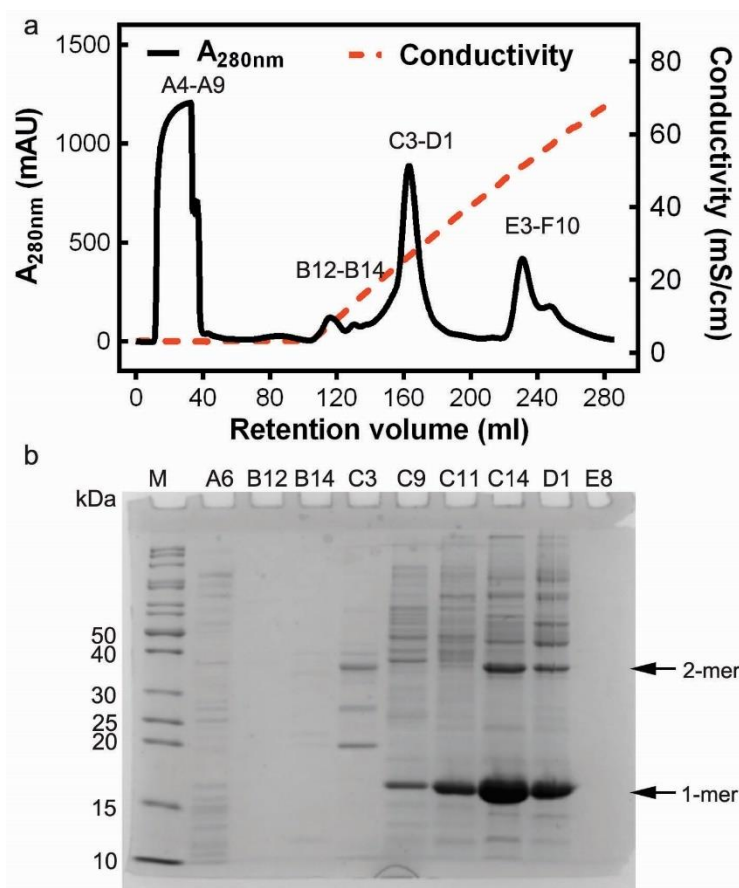 a
A280nm
Conductivity
A4-A9
C3-D1
B12-B14
E3-F10
1500
1000
500
0
A280nm (mAU)
80
60
40
20
0
Conductivity (mS/cm)
0 40 80 120 160 200 240 280
Retention volume (ml)
b
kDa
M A6 B12 B14 C3 C9 C11 C14 D1 E8
50
40
30
25
20
15
10
2-mer
1-mer